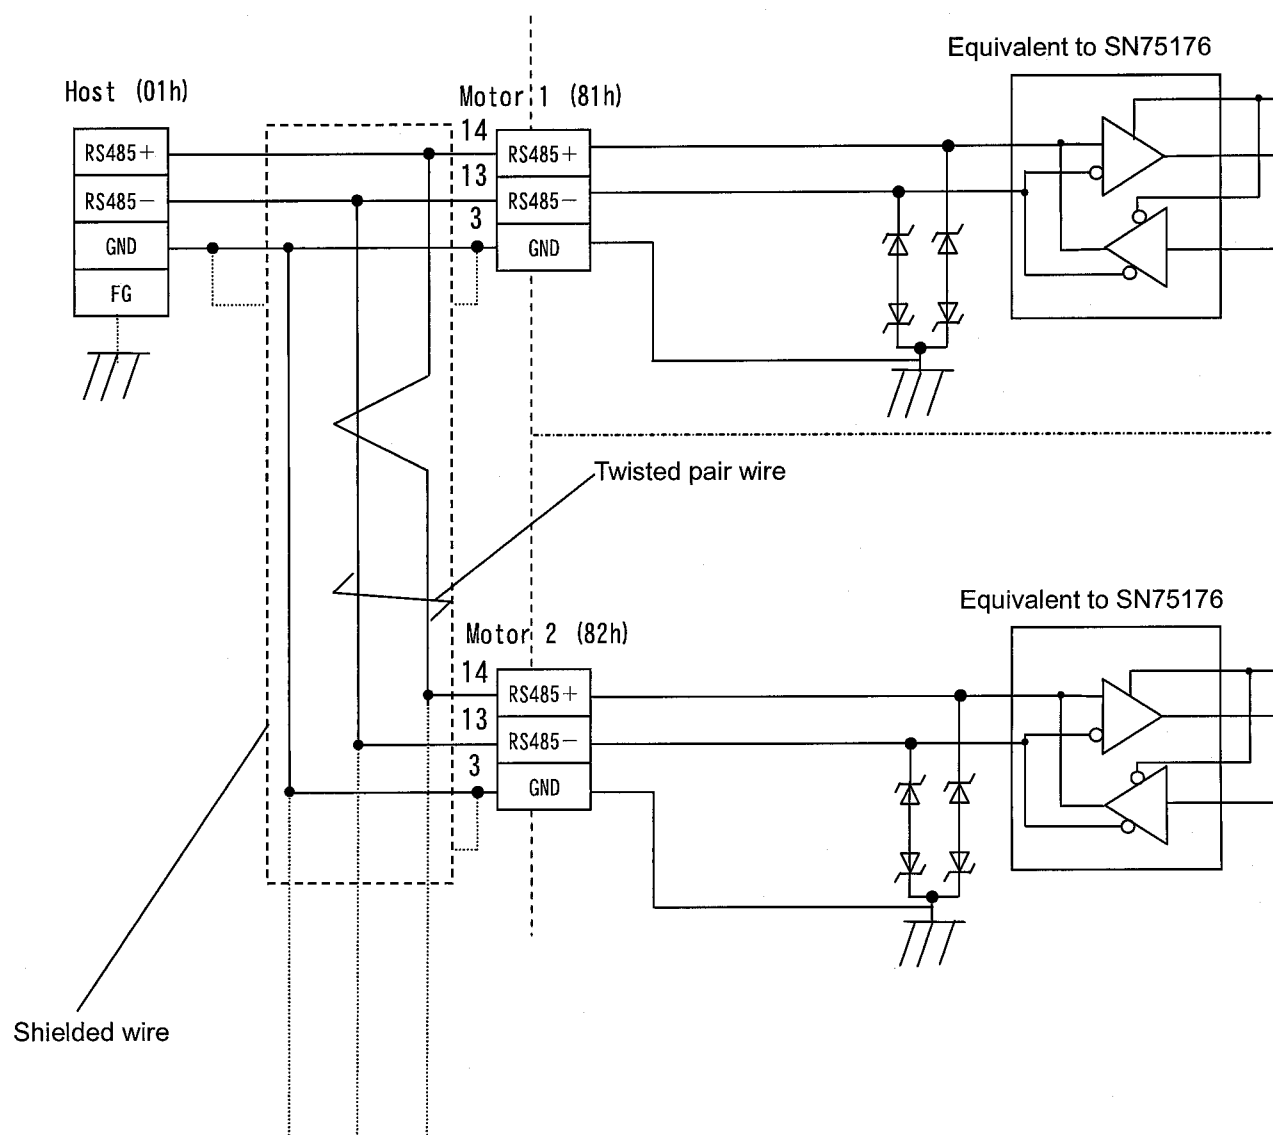 Equivalent to SN75176
Host (01h)
Motor 1 (81h)
14
RS485+
RS485+
13
RS485-
RS485-
3
GND
GND
FG
Twisted pair wire
Equivalent to SN75176
Motor 2 (82h)
14
RS485+
13
RS485-
3
GND
Shielded wire